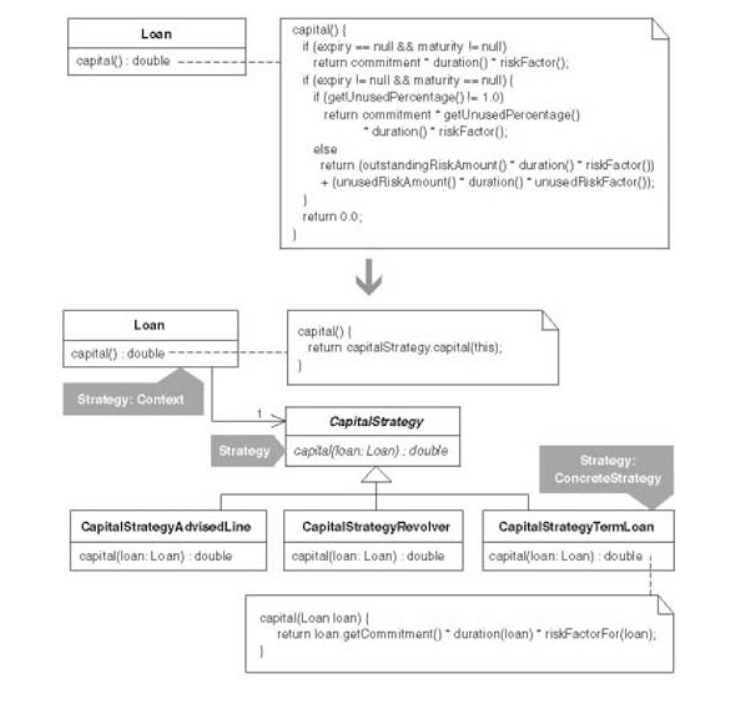 Loan
capital() : double
capital() {
if (expiry == null && maturity != null)
return commitment * duration() * riskFactor();
if (expiry != null && maturity == null) {
if (getUnusedPercentage() != 1.0)
return commitment * getUnusedPercentage()
* duration() * riskFactor();
else
return (outstandingRiskAmount() * duration() * riskFactor())
+ (unusedRiskAmount() * duration() * unusedRiskFactor());
}
return 0.0;
}
Loan
capital() : double
capital() {
return capitalStrategy.capital(this);
}
Strategy: Context
1
CapitalStrategy
capital(loan: Loan) : double
Strategy
Strategy:
ConcreteStrategy
CapitalStrategyAdvisedLine
capital(loan: Loan) : double
CapitalStrategyRevolver
capital(loan: Loan) : double
CapitalStrategyTermLoan
capital(loan: Loan) : double
capital(Loan loan) {
return loan.getCommitment() * duration(loan) * riskFactorFor(loan);
}